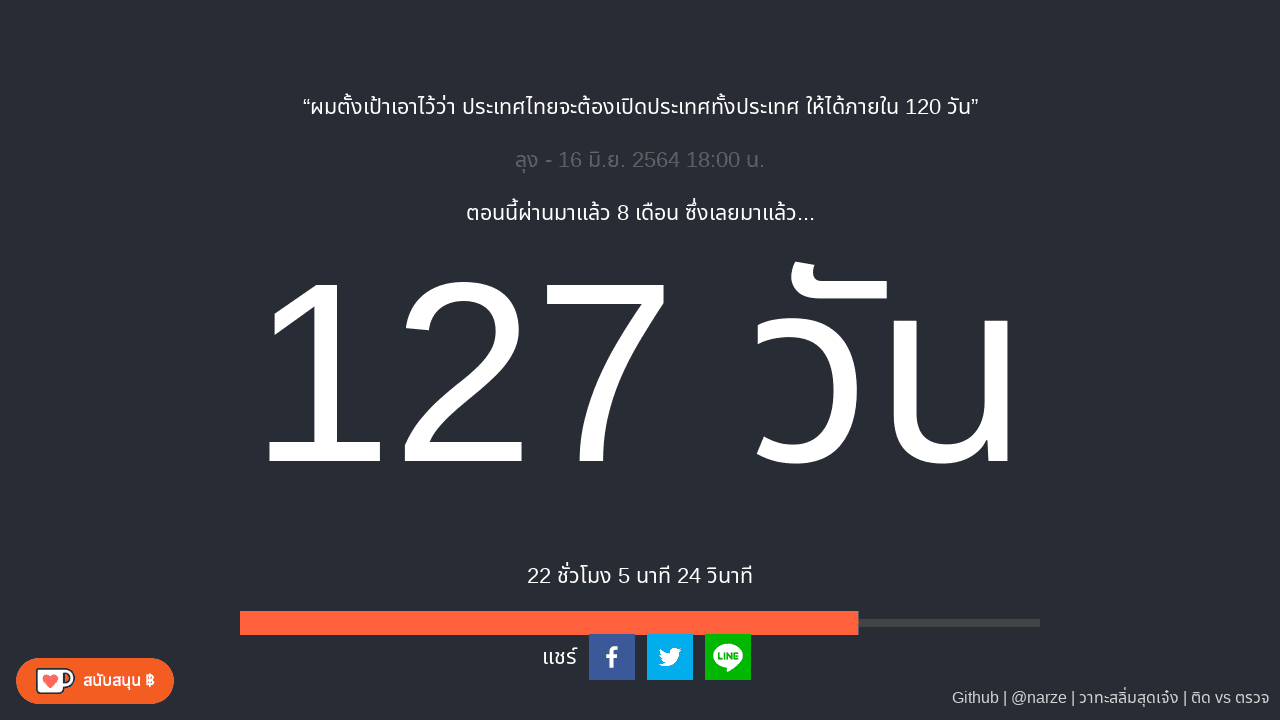 “ผมตั้งเป้าเอาไว้ว่า ประเทศไทยจะต้องเปิดประเทศทั้งประเทศ ให้ได้ภายใน 120 วัน”
ลุง - 16 มิ.ย. 2564 18:00 น.
ตอนนี้ผ่านมาแล้ว 8 เดือน ซึ่งเลยมาแล้ว...
127 วัน
22 ชั่วโมง 5 นาที 24 วินาที
แชร์
LINE
สนับสนุน ฿
Github | @narze | วาทะสลิ่มสุดเจ๋ง | ติด vs ตรวจ